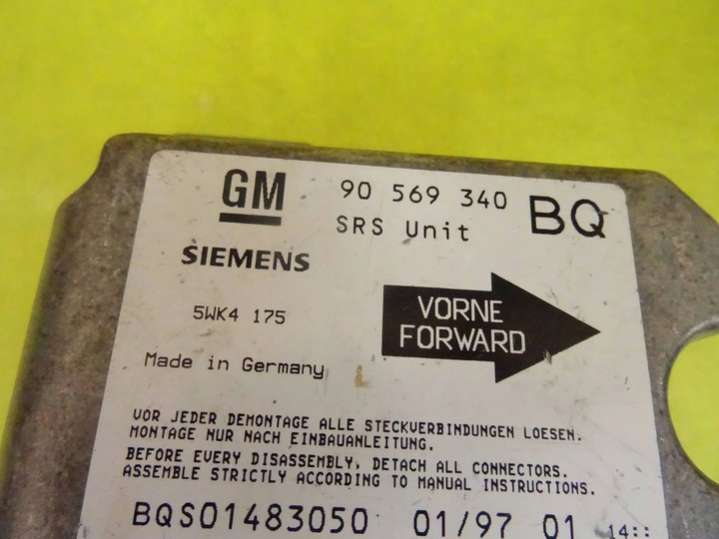 GM 90 569 340 BQ
SRS Unit
SIEMENS
5WK4 175
VORNE
FORWARD
Made in Germany
VOR JEDER DEMONTAGE ALLE STECKVERBINDUNGEN LOESEN.
MONTAGE NUR NACH EINBAUANLEITUNG.
BEFORE EVERY DISASSEMBLY, DETACH ALL CONNECTORS.
ASSEMBLE STRICTLY ACCORDING TO MANUAL INSTRUCTIONS.
BQS01483050 01/97 01 14::